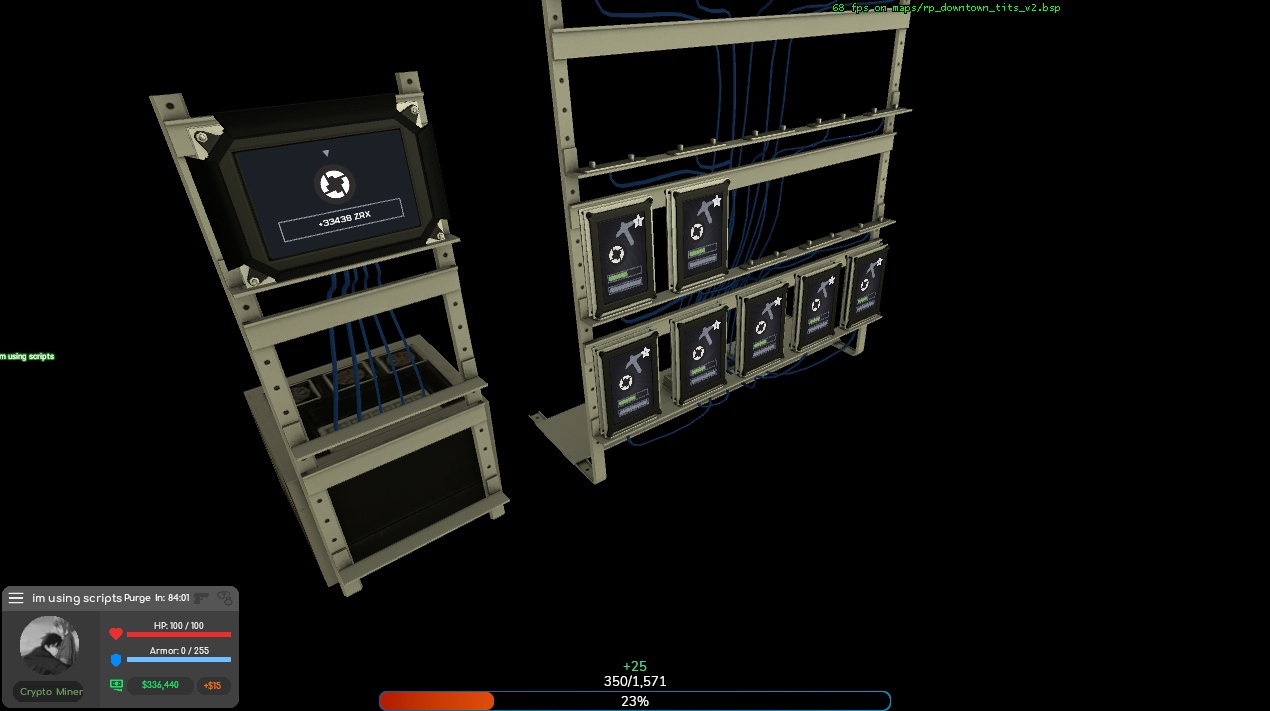 68 fps on maps/rp_downtown_tits_v2.bsp
+33438 ZRX
m using scripts
im using scripts Purge In: 84:01
HP: 100 / 100
Armor: 0 / 255
Crypto Miner
$336,440
+$15
+25
350/1,571
23%